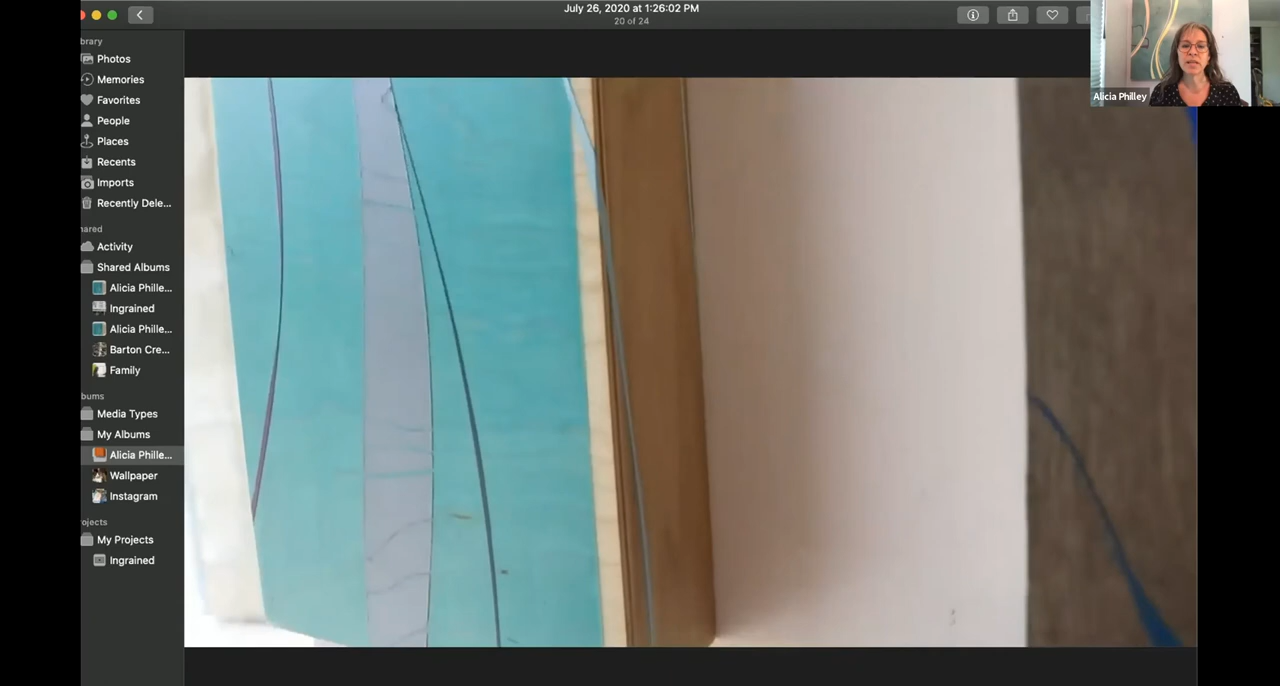 July 26, 2020 at 1:26:02 PM
20 of 24
brary
Photos
Memories
Favorites
People
Places
Recents
Imports
Recently Dele...
hared
Activity
Shared Albums
Alicia Phille...
Ingrained
Alicia Phille...
Barton Cre...
Family
bums
Media Types
My Albums
Alicia Phille...
Wallpaper
Instagram
ojects
My Projects
Ingrained
Alicia Philley